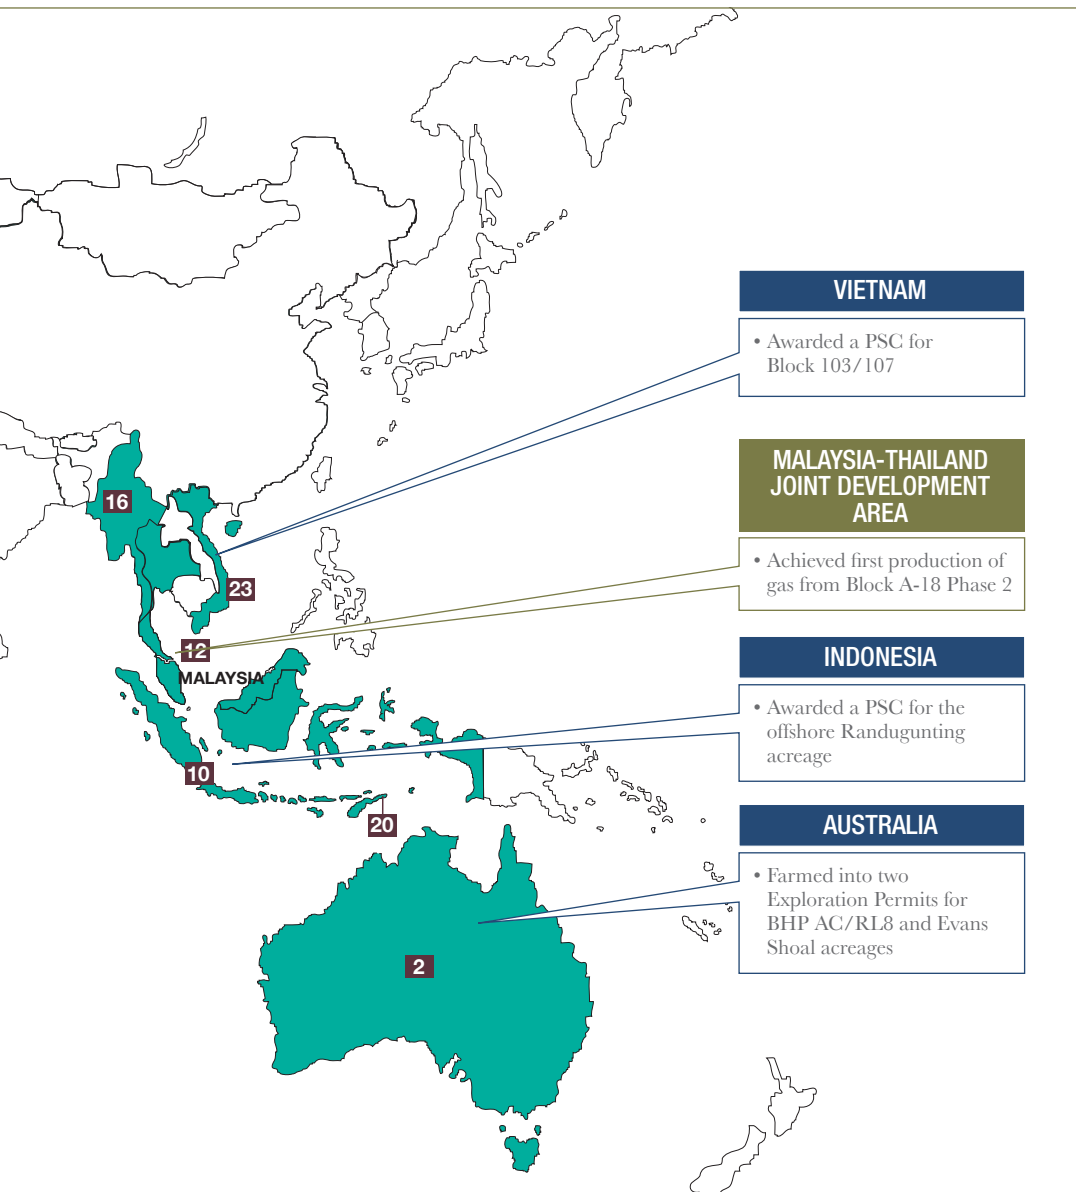 VIETNAM
• Awarded a PSC for
Block 103/107
MALAYSIA-THAILAND
JOINT DEVELOPMENT
AREA
• Achieved first production of
gas from Block A-18 Phase 2
INDONESIA
• Awarded a PSC for the
offshore Randugunting
acreage
AUSTRALIA
• Farmed into two
Exploration Permits for
BHP AC/RL8 and Evans
Shoal acreages
16
23
12
MALAYSIA
10
20
2